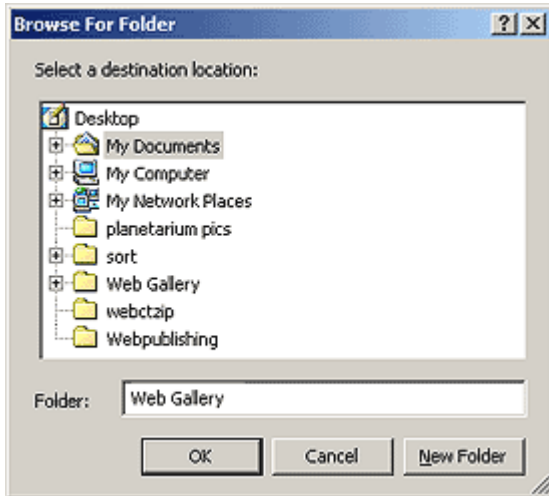 Browse For Folder
Select a destination location:
Desktop
My Documents
My Computer
My Network Places
planetarium pics
sort
Web Gallery
webctzip
Webpublishing
Folder: Web Gallery
OK Cancel New Folder